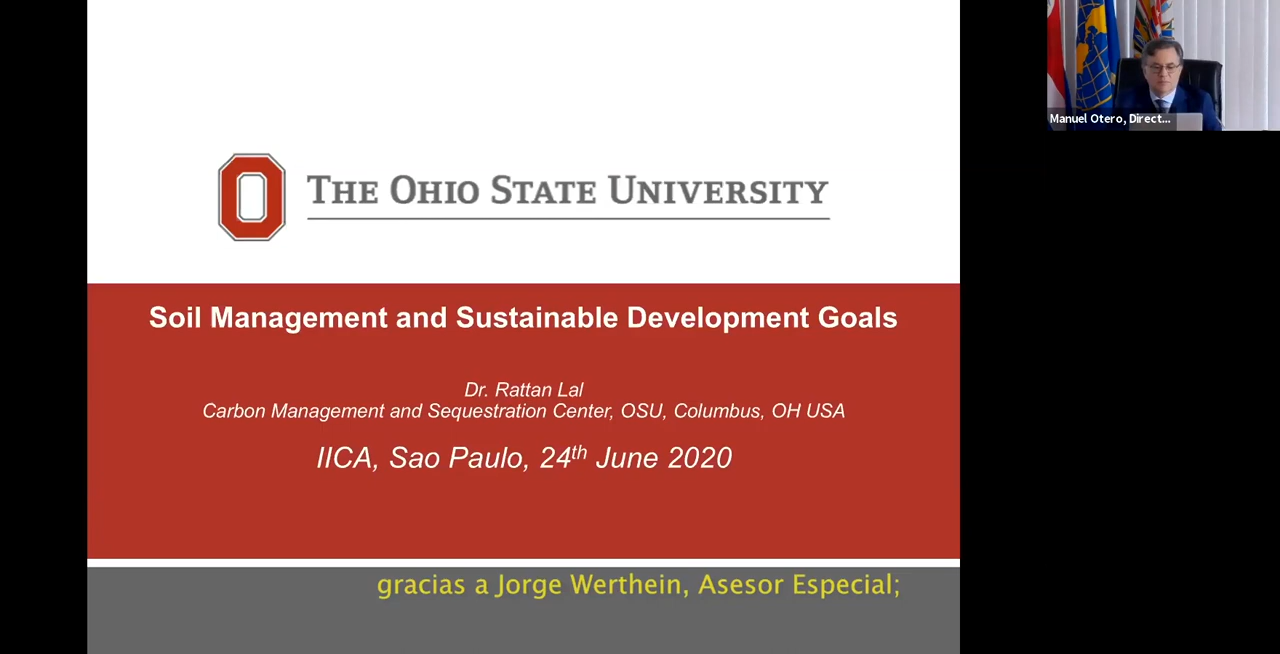 THE OHIO STATE UNIVERSITY
Soil Management and Sustainable Development Goals
Dr. Rattan Lal
Carbon Management and Sequestration Center, OSU, Columbus, OH USA
IICA, Sao Paulo, 24th June 2020
gracias a Jorge Werthein, Asesor Especial;
Manuel Otero, Direct...